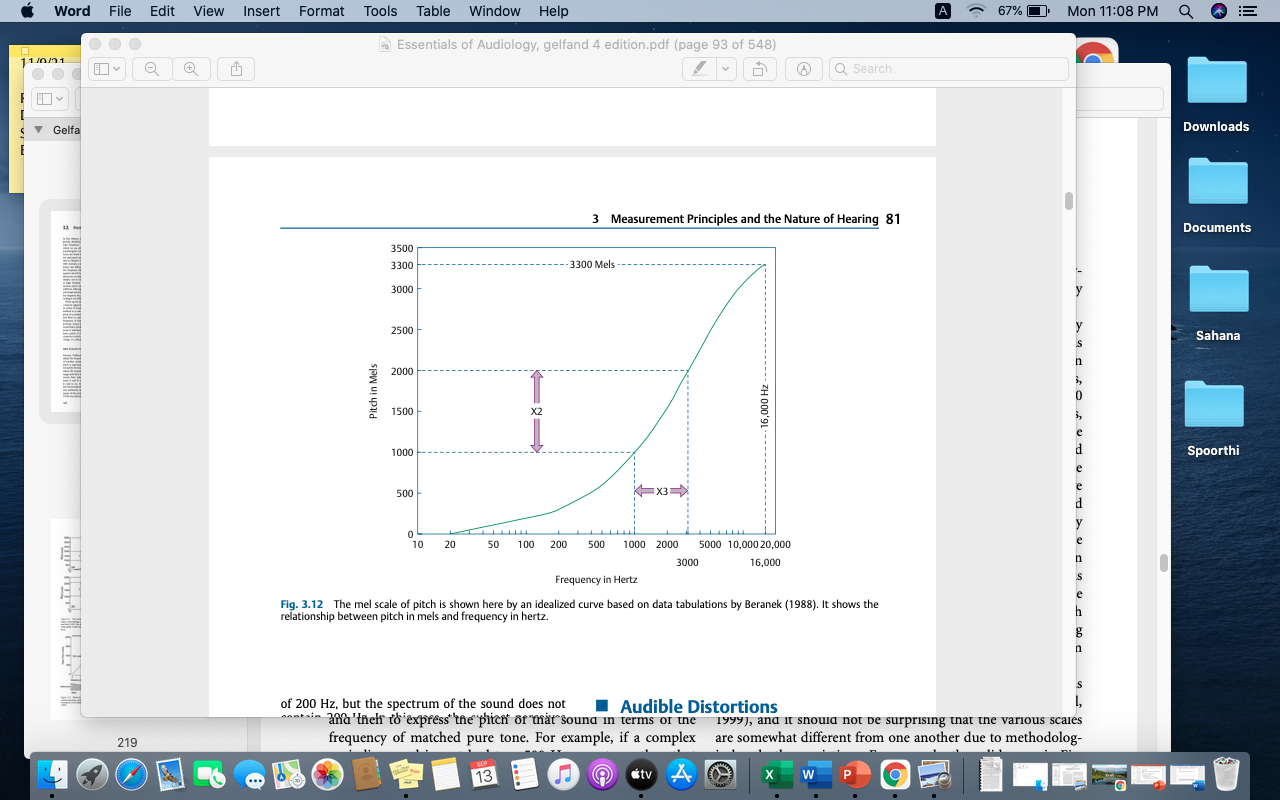 Word File Edit View Insert Format Tools Table Window Help
A 67% Mon 11:08 PM
11/9/21
Essentials of Audiology, gelfand 4 edition.pdf (page 93 of 548)
Search
Gelfa
Downloads
Documents
Sahana
Spoorthi
3 Measurement Principles and the Nature of Hearing 81
3500
3300
3300 Mels
3000
2500
2000
X2
1500
Pitch in Mels
16,000 Hz
1000
500
X3
0
10 20 50 100 200 500 1000 2000 5000 10,000 20,000
3000 16,000
Frequency in Hertz
Fig. 3.12 The mel scale of pitch is shown here by an idealized curve based on data tabulations by Beranek (1988). It shows the
relationship between pitch in mels and frequency in hertz.
of 200 Hz, but the spectrum of the sound does not
Audible Distortions
and then to express the pitch of that sound in terms of the
frequency of matched pure tone. For example, if a complex
1999), and it should not be surprising that the various scales
are somewhat different from one another due to methodolog-
219
SEP
13
tv